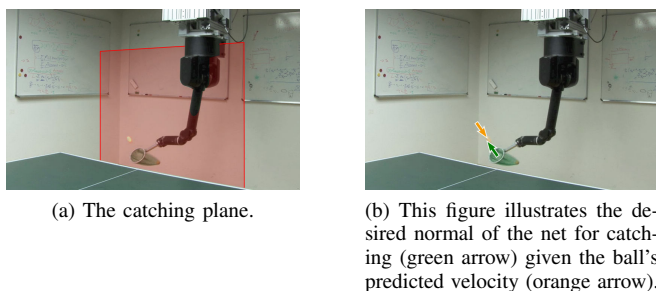 (a) The catching plane.
(b) This figure illustrates the de-
sired normal of the net for catch-
ing (green arrow) given the ball's
predicted velocity (orange arrow).